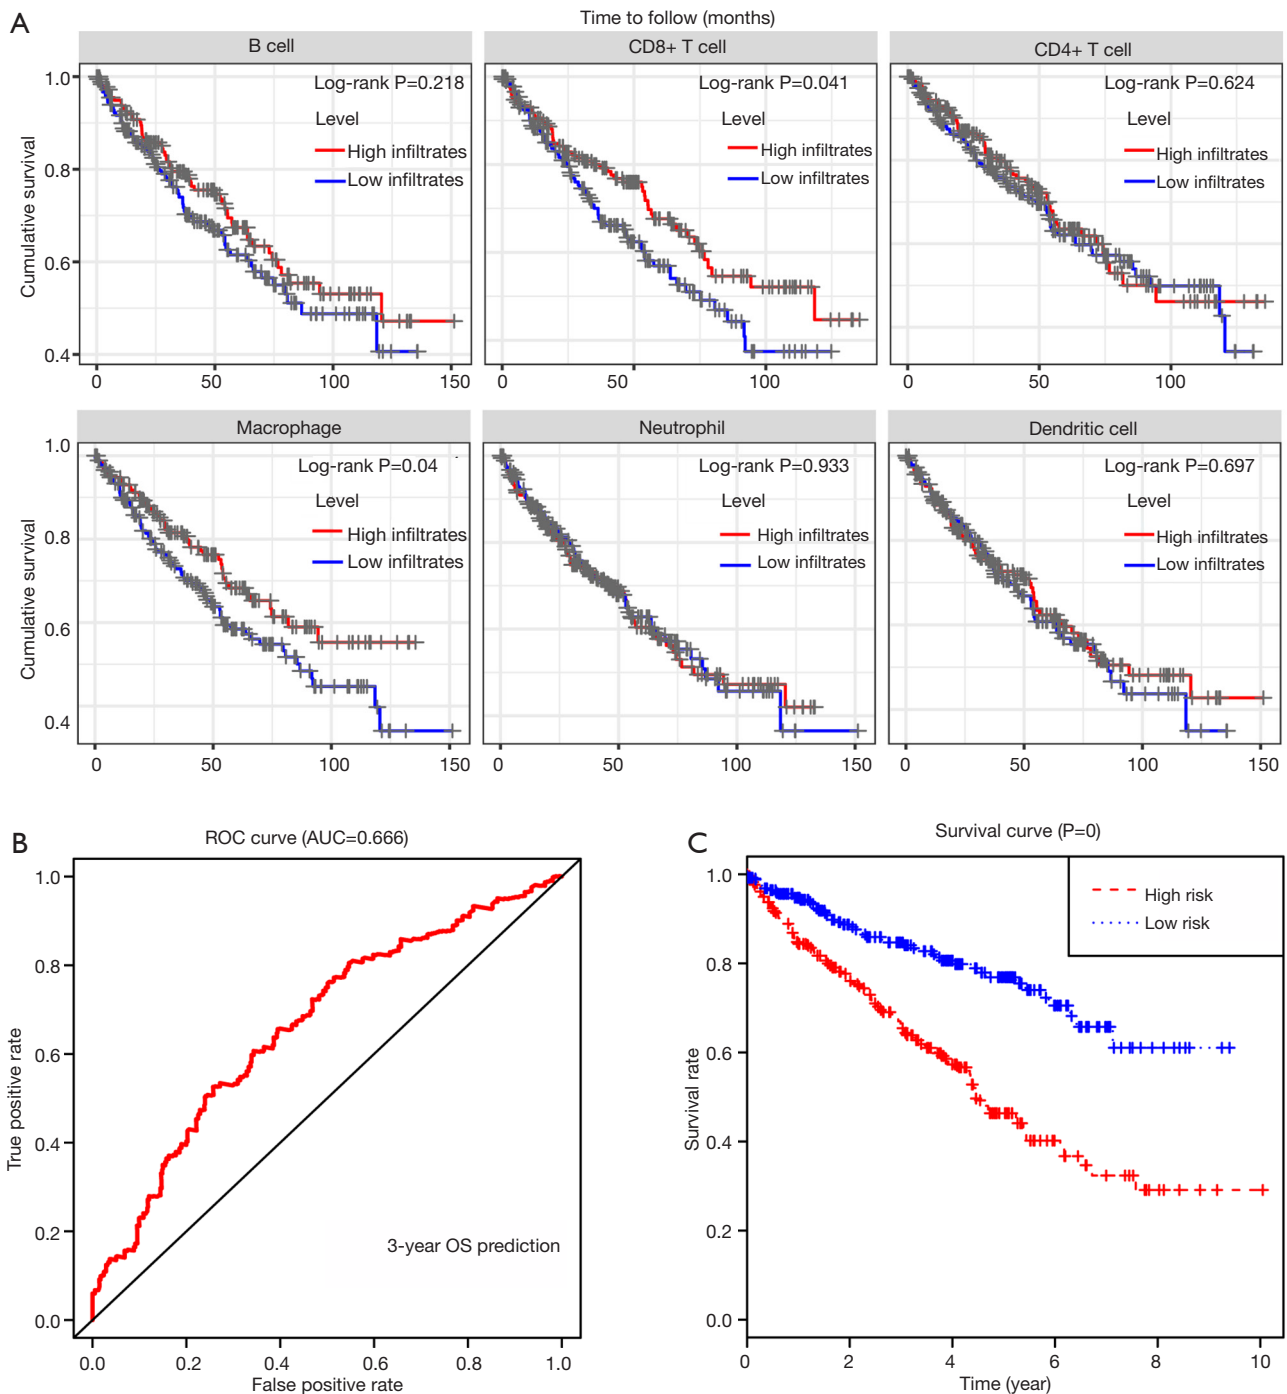 A
Time to follow (months)
B cell
CD8+ T cell
CD4+ T cell
Cumulative survival
1.0
0.8
0.6
0.4
Log-rank P=0.218
Level
High infiltrates
Low infiltrates
0 50 100 150
Log-rank P=0.041
Level
High infiltrates
Low infiltrates
0 50 100
Log-rank P=0.624
Level
High infiltrates
Low infiltrates
0 50 100
Macrophage
Neutrophil
Dendritic cell
Cumulative survival
1.0
0.8
0.6
0.4
Log-rank P=0.04
Level
High infiltrates
Low infiltrates
0 50 100 150
Log-rank P=0.933
Level
High infiltrates
Low infiltrates
0 50 100 150
Log-rank P=0.697
Level
High infiltrates
Low infiltrates
0 50 100 150
B
ROC curve (AUC=0.666)
True positive rate
1.0
0.8
0.6
0.4
0.2
0.0
3-year OS prediction
0.0 0.2 0.4 0.6 0.8 1.0
False positive rate
C
Survival curve (P=0)
Survival rate
1.0
0.8
0.6
0.4
0.2
0.0
High risk
Low risk
0 2 4 6 8 10
Time (year)